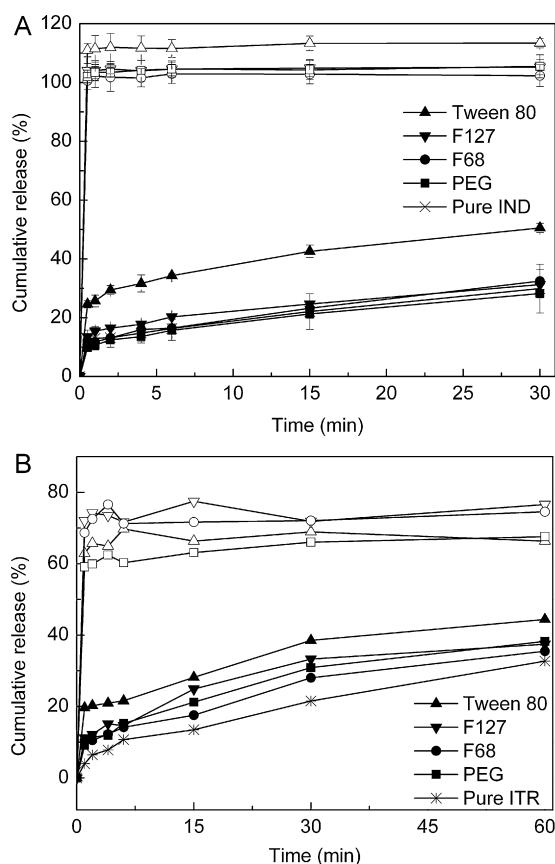 A
120
100
80
60
40
20
0
Cumulative release (%)
Tween 80
F127
F68
PEG
Pure IND
0 5 10 15 20 25 30
Time (min)
B
80
60
40
20
0
Cumulative release (%)
Tween 80
F127
F68
PEG
Pure ITR
0 15 30 45 60
Time (min)